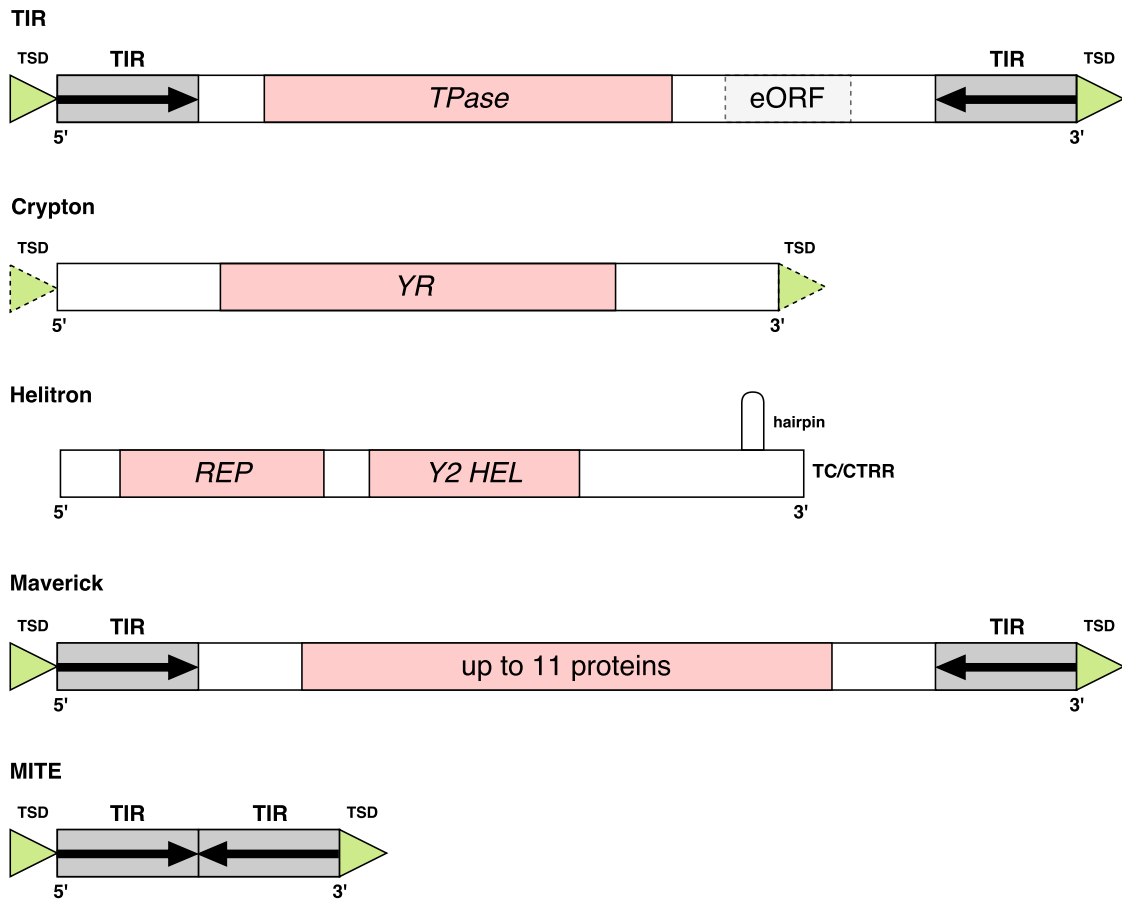 TIR
TSD TIR TIR TSD
TPase eORF
5' 3'
Crypton
TSD TSD
YR
5' 3'
Helitron
hairpin
REP Y2 HEL TC/CTRR
5' 3'
Maverick
TSD TIR TIR TSD
up to 11 proteins
5' 3'
MITE
TSD TIR TIR TSD
5' 3'